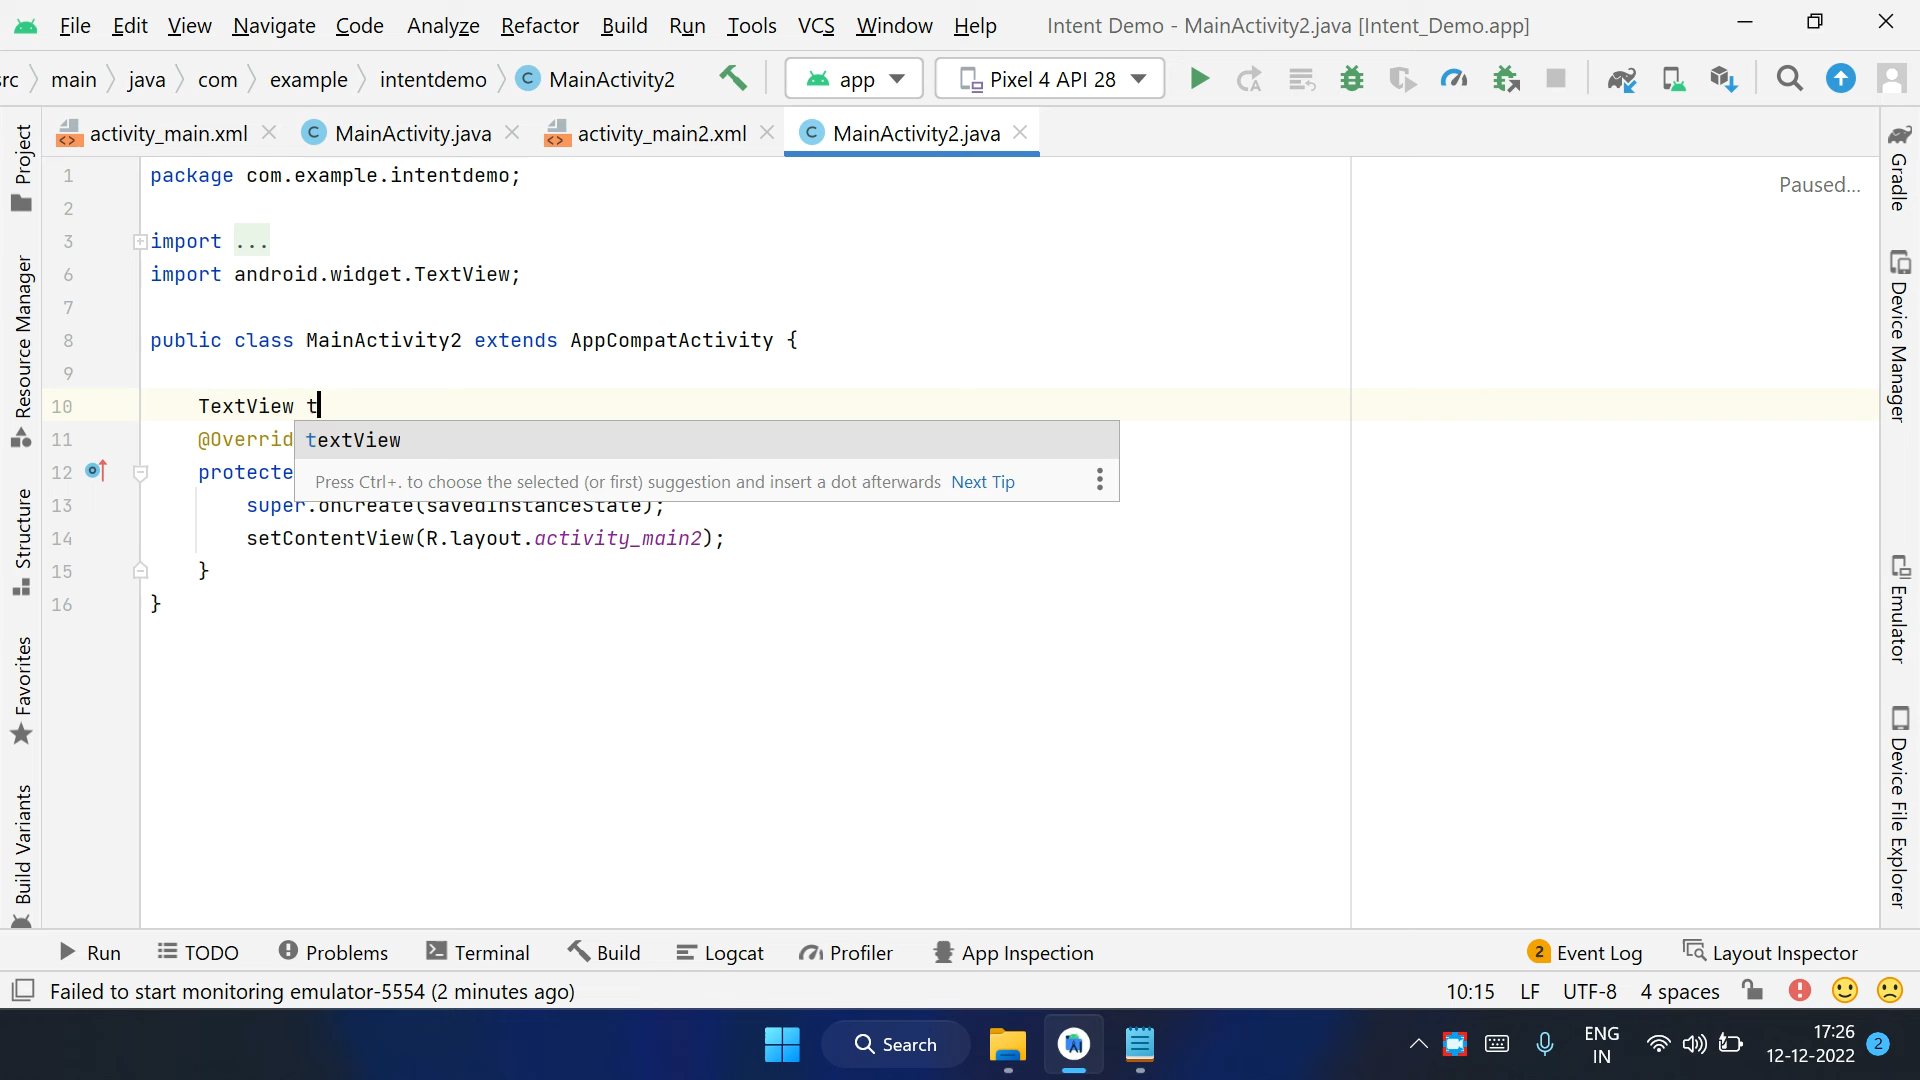 File Edit View Navigate Code Analyze Refactor Build Run Tools VCS Window Help Intent Demo - MainActivity2.java [Intent_Demo.app]
rc main java com example intentdemo MainActivity2 app Pixel 4 API 28
activity_main.xml MainActivity.java activity_main2.xml MainActivity2.java
Paused...
1 package com.example.intentdemo;
2
3 import ...
6 import android.widget.TextView;
7
8 public class MainActivity2 extends AppCompatActivity {
9
10 TextView t
11 @Overrid
textView
12 protecte
Press Ctrl+. to choose the selected (or first) suggestion and insert a dot afterwards Next Tip
13 super.onCreate(savedInstanceState);
14 setContentView(R.layout.activity_main2);
15 }
16 }
Project
Resource Manager
Structure
Favorites
Build Variants
Gradle
Device Manager
Emulator
Device File Explorer
Run TODO Problems Terminal Build Logcat Profiler App Inspection 2 Event Log Layout Inspector
Failed to start monitoring emulator-5554 (2 minutes ago) 10:15 LF UTF-8 4 spaces
Search
ENG
IN
17:26
12-12-2022
2